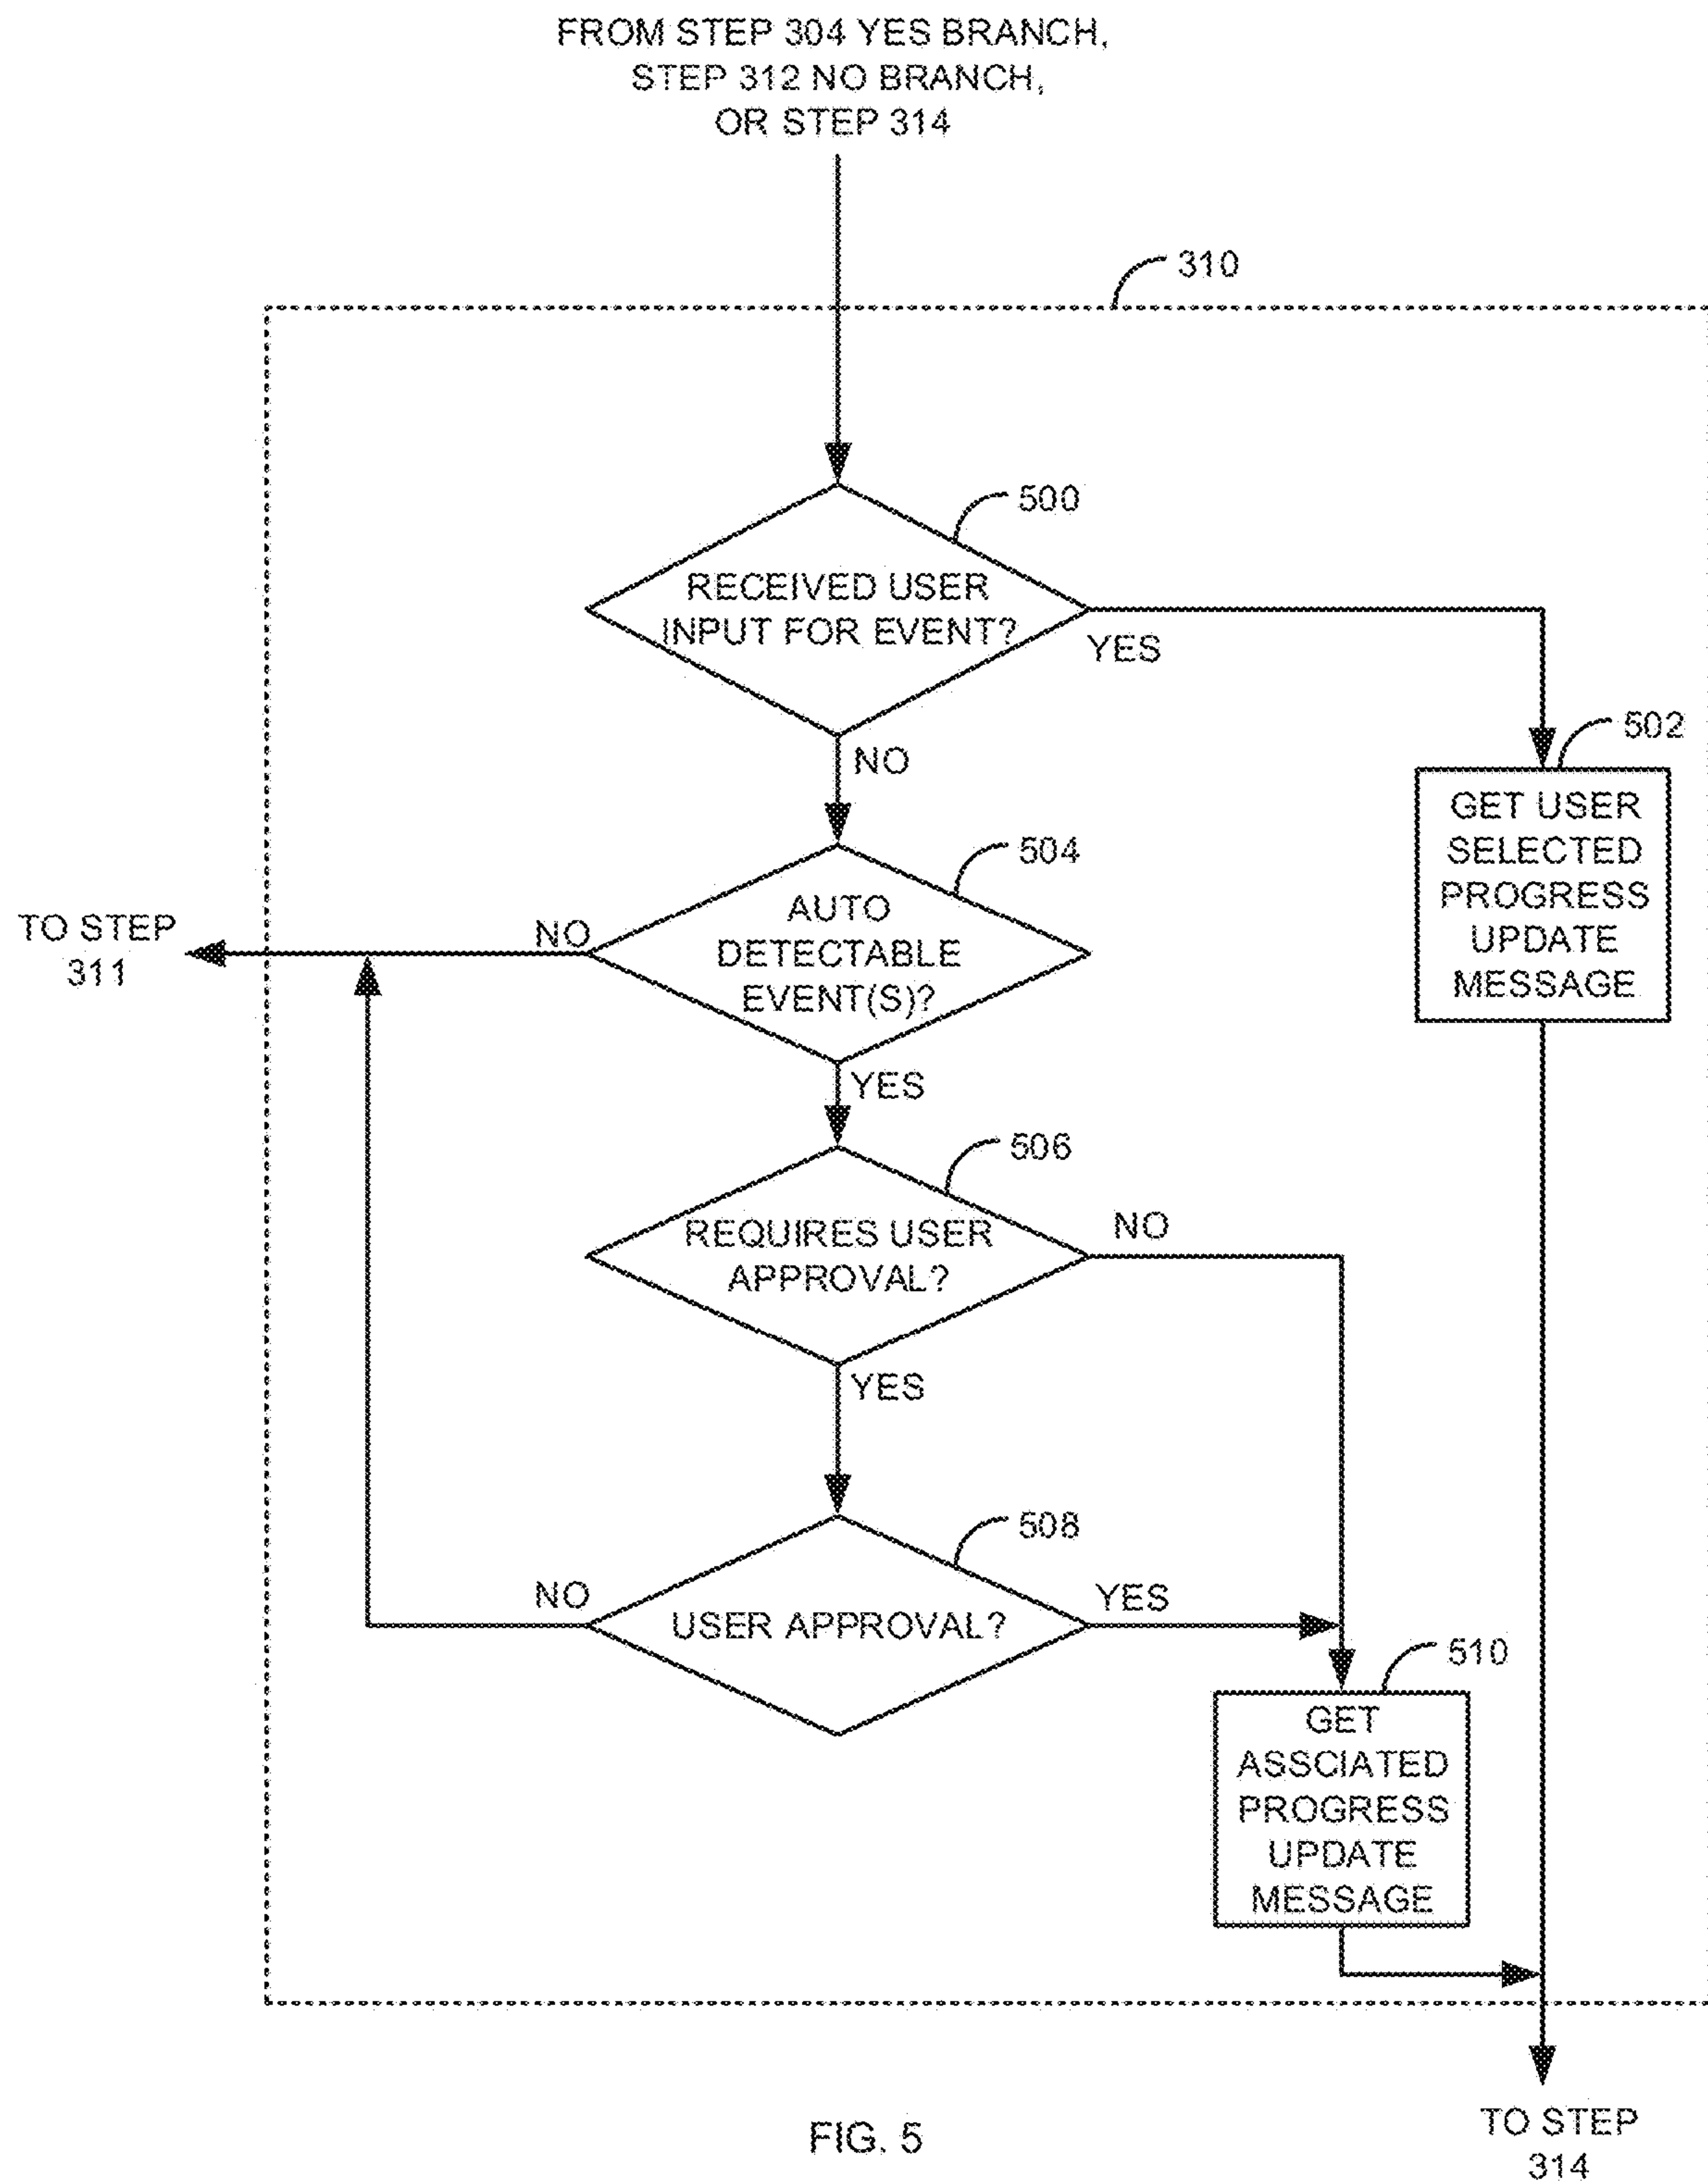 FROM STEP 304 YES BRANCH,
STEP 312 NO BRANCH,
OR STEP 314
310
500
RECEIVED USER
INPUT FOR EVENT?
YES
NO
502
GET USER
SELECTED
PROGRESS
UPDATE
MESSAGE
504
AUTO
DETECTABLE
EVENT(S)?
NO
TO STEP
311
YES
506
REQUIRES USER
APPROVAL?
NO
YES
508
USER APPROVAL?
NO
YES
510
GET
ASSCIATED
PROGRESS
UPDATE
MESSAGE
TO STEP
314
FIG. 5